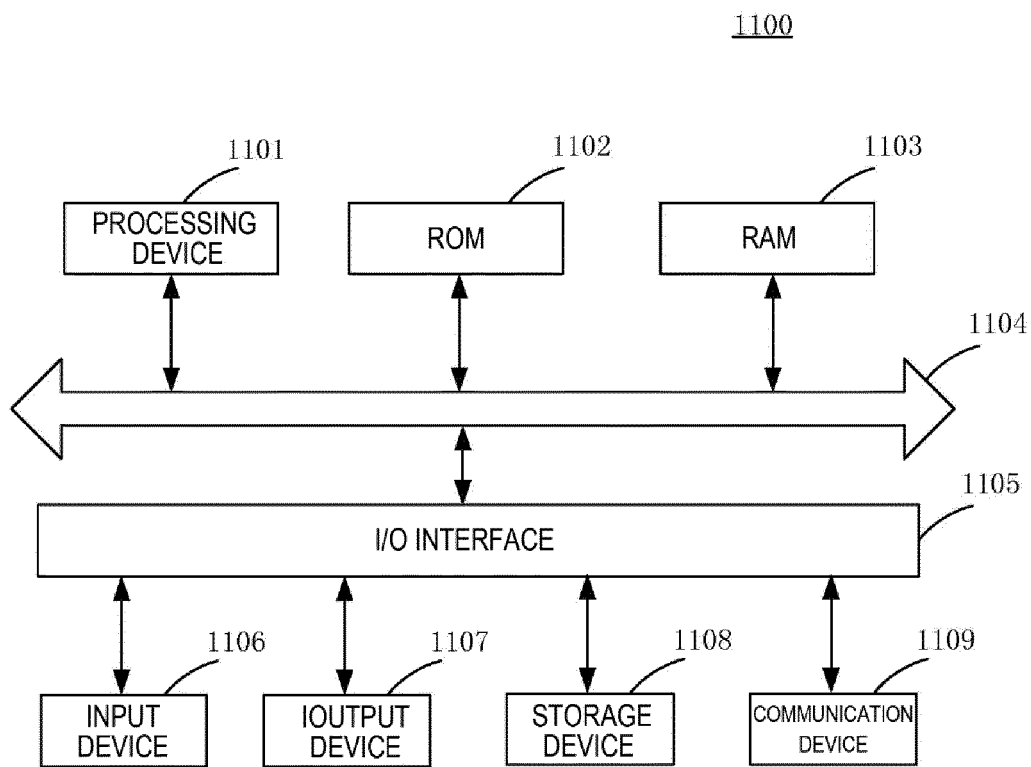 1100
1101
1102
1103
PROCESSING
DEVICE
ROM
RAM
1104
1105
I/O INTERFACE
1106
1107
1108
1109
INPUT
DEVICE
IOUTPUT
DEVICE
STORAGE
DEVICE
COMMUNICATION
DEVICE